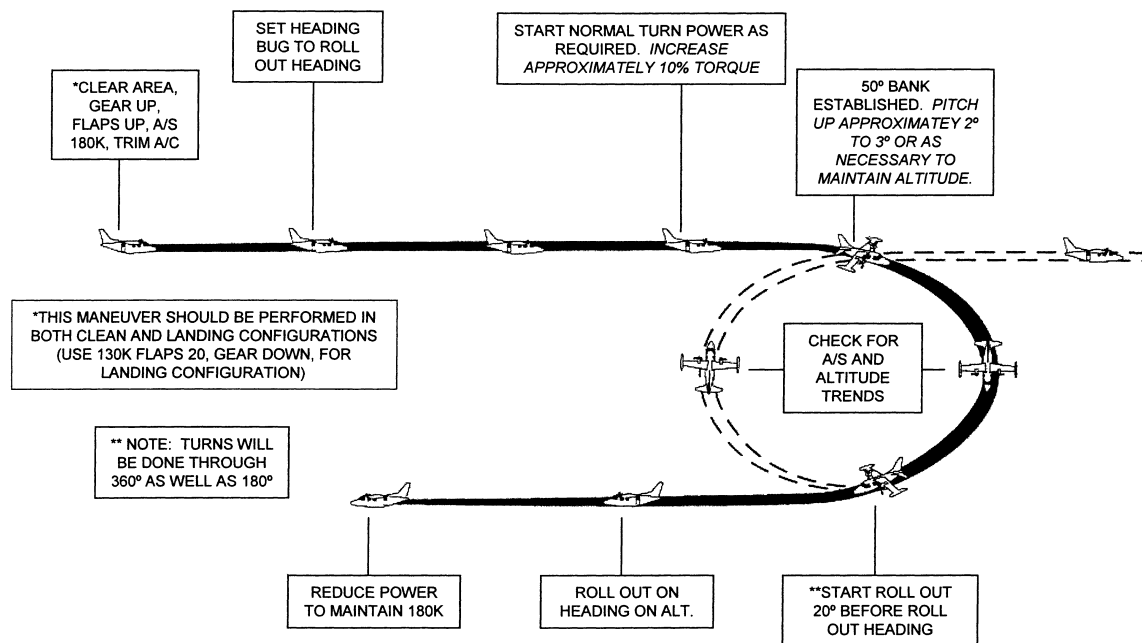 SET HEADING
BUG TO ROLL
OUT HEADING
START NORMAL TURN POWER AS
REQUIRED. INCREASE
APPROXIMATELY 10% TORQUE
*CLEAR AREA,
GEAR UP,
FLAPS UP, A/S
180K, TRIM A/C
50º BANK
ESTABLISHED. PITCH
UP APPROXIMATEY 2º
TO 3º OR AS
NECESSARY TO
MAINTAIN ALTITUDE.
*THIS MANEUVER SHOULD BE PERFORMED IN
BOTH CLEAN AND LANDING CONFIGURATIONS
(USE 130K FLAPS 20, GEAR DOWN, FOR
LANDING CONFIGURATION)
CHECK FOR
A/S AND
ALTITUDE
TRENDS
** NOTE: TURNS WILL
BE DONE THROUGH
360º AS WELL AS 180º
REDUCE POWER
TO MAINTAIN 180K
ROLL OUT ON
HEADING ON ALT.
**START ROLL OUT
20º BEFORE ROLL
OUT HEADING